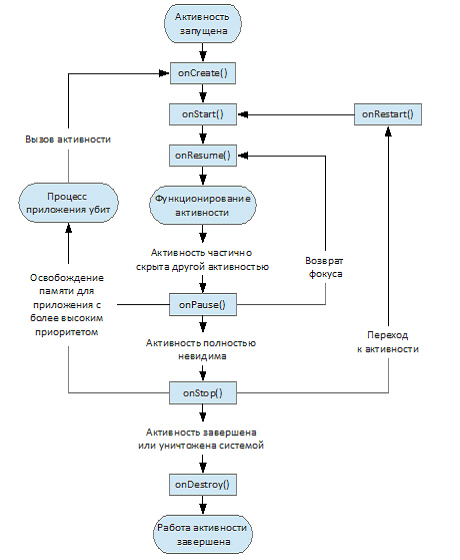 Активность
запущена
onCreate()
onStart()
onRestart()
Вызов активности
onResume()
Процесс
приложения убит
Функционирование
активности
Активность частично
скрыта другой активностью
Возврат
фокуса
Освобождение
памяти для
приложения с
более высоким
приоритетом
onPause()
Активность полностью
невидима
Переход
к активности
onStop()
Активность завершена
или уничтожена системой
onDestroy()
Работа активности
завершена